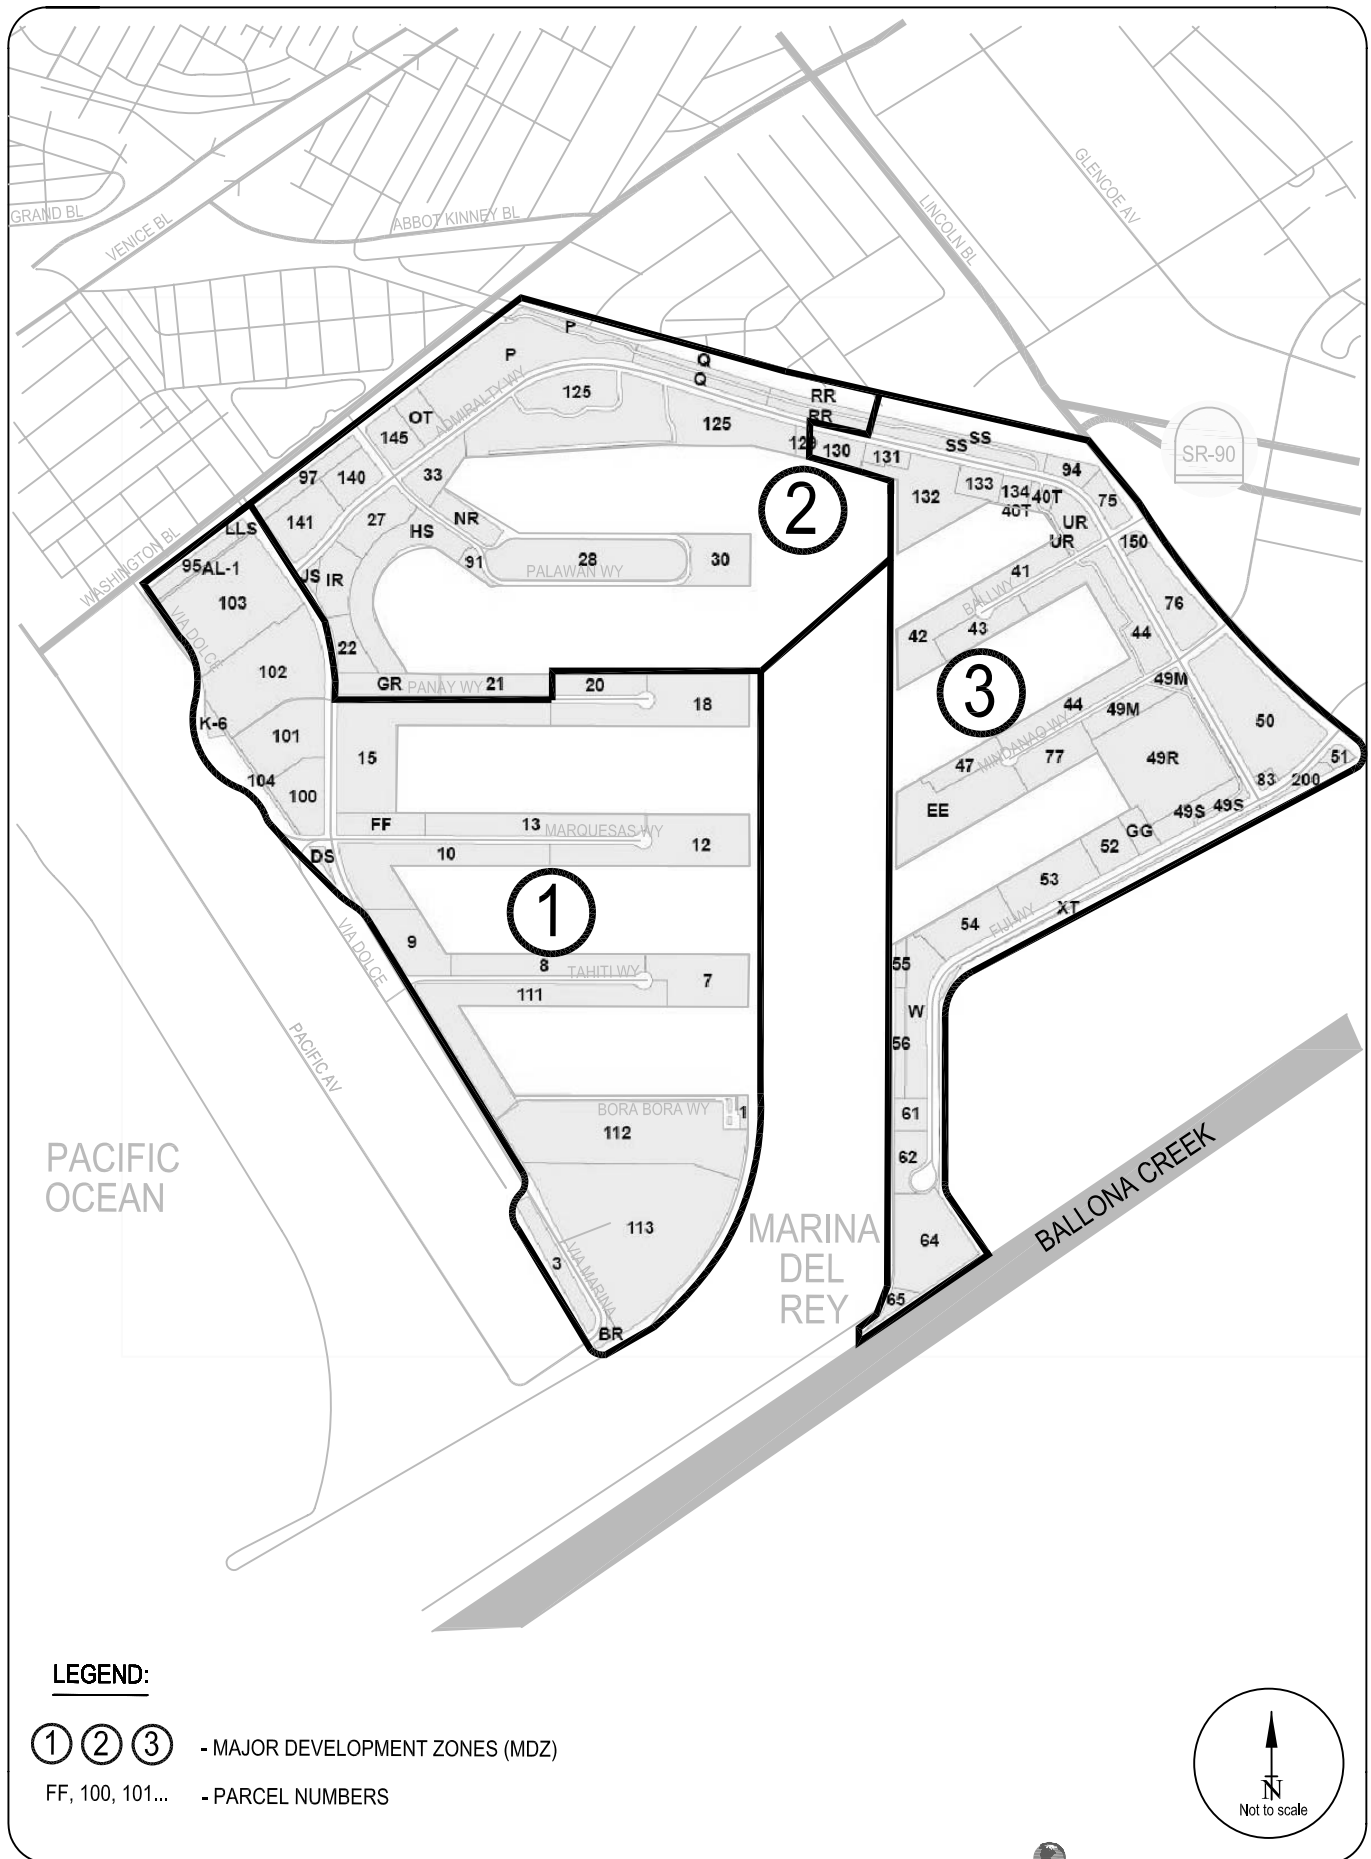 GRAND BL
VENICE BL
ABBOT KINNEY BL
LINCOLN BL
GLENCOE AV
SR-90
WASHINGTON BL
ADMIRALTY WY
P
P
Q
Q
RR
RR
SS
SS
125
125
OT
145
129
130
131
94
97
140
33
132
133
134
40T
40T
75
2
LLS
141
27
HS
NR
UR
UR
150
95
AL-1
JS
IR
91
28
30
PALAWAN WY
41
BALI WY
103
VIA DOLCE
22
42
43
76
44
102
GR
PANAY WY
21
20
18
3
49M
44
49M
MINDANAO WY
K-6
101
15
47
77
49R
50
51
104
100
83
200
FF
13
MARQUESAS WY
12
EE
49S
49S
GG
DS
10
52
1
53
XT
FIJI WY
54
VIA DOLCE
9
8
TAHITI WY
7
111
55
W
56
PACIFIC AV
BORA BORA WY
1
112
61
62
PACIFIC
OCEAN
BALLONA CREEK
113
MARINA
DEL
REY
64
3
VIA MARINA
65
BR
LEGEND:
1 2 3 - MAJOR DEVELOPMENT ZONES (MDZ)
FF, 100, 101... - PARCEL NUMBERS
N
Not to scale